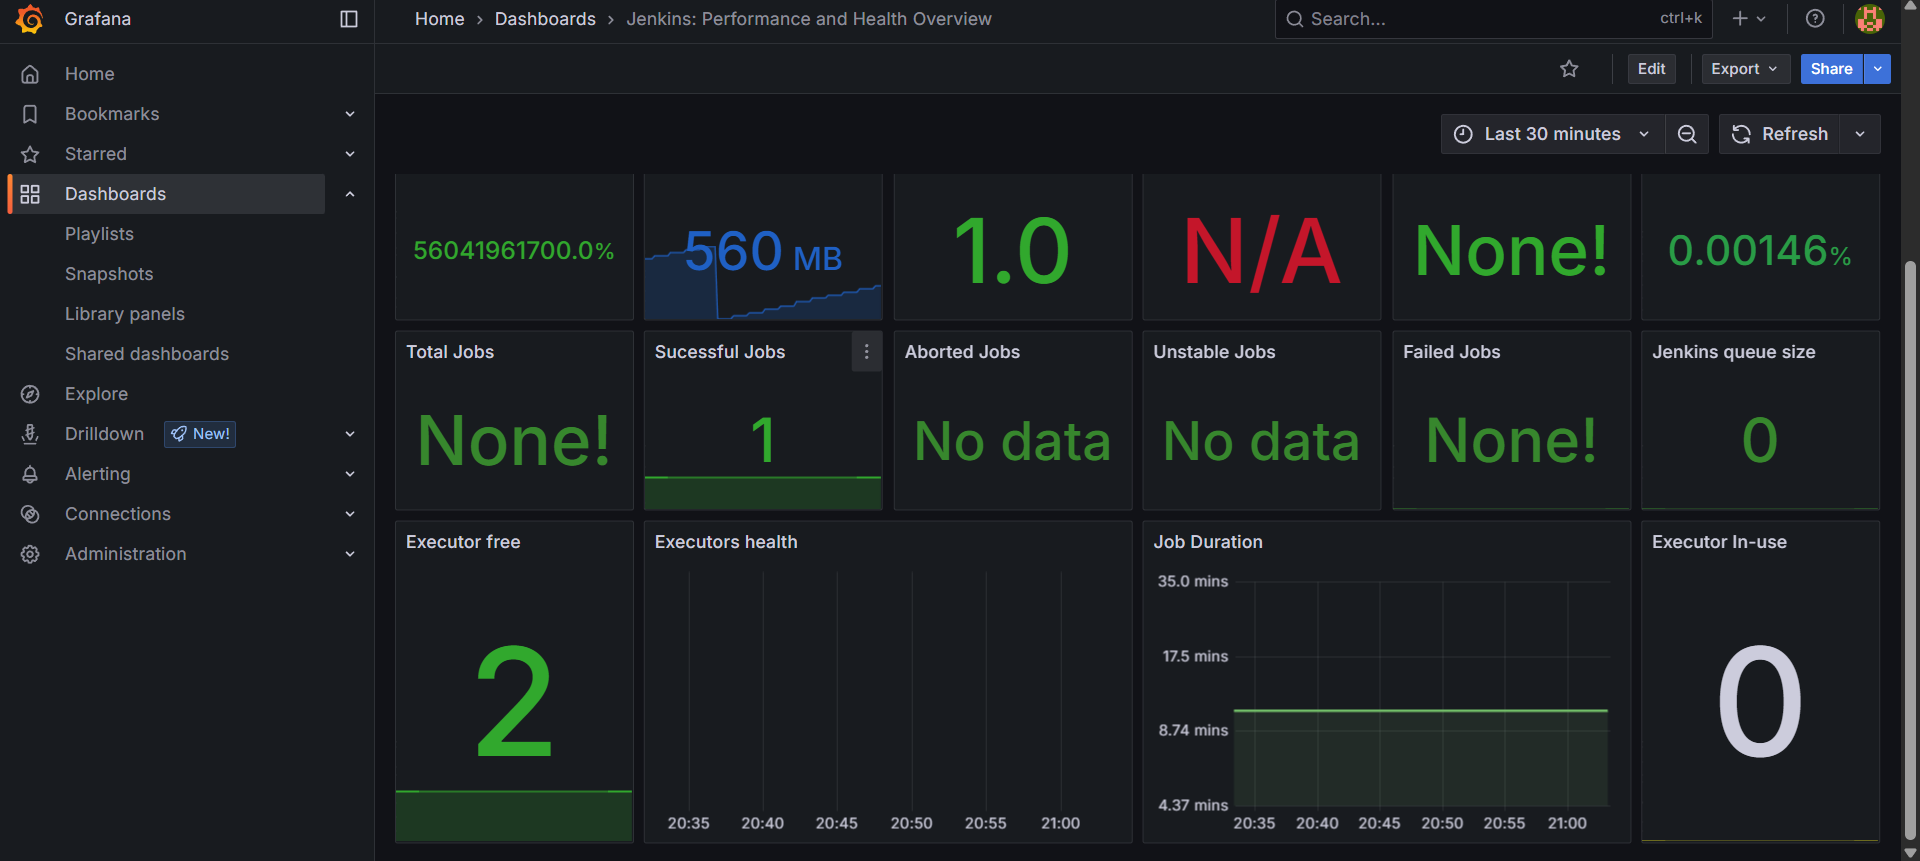 Grafana
Home › Dashboards › Jenkins: Performance and Health Overview
Search...
ctrl+k
Edit
Export
Share
Home
Bookmarks
Starred
Dashboards
Playlists
Snapshots
Library panels
Shared dashboards
Explore
Drilldown
New!
Alerting
Connections
Administration
Last 30 minutes
Refresh
56041961700.0%
560 MB
1.0
N/A
None!
0.00146%
Total Jobs
None!
Sucessful Jobs
1
Aborted Jobs
No data
Unstable Jobs
No data
Failed Jobs
None!
Jenkins queue size
0
Executor free
2
Executors health
20:35 20:40 20:45 20:50 20:55 21:00
Job Duration
35.0 mins
17.5 mins
8.74 mins
4.37 mins
20:35 20:40 20:45 20:50 20:55 21:00
Executor In-use
0